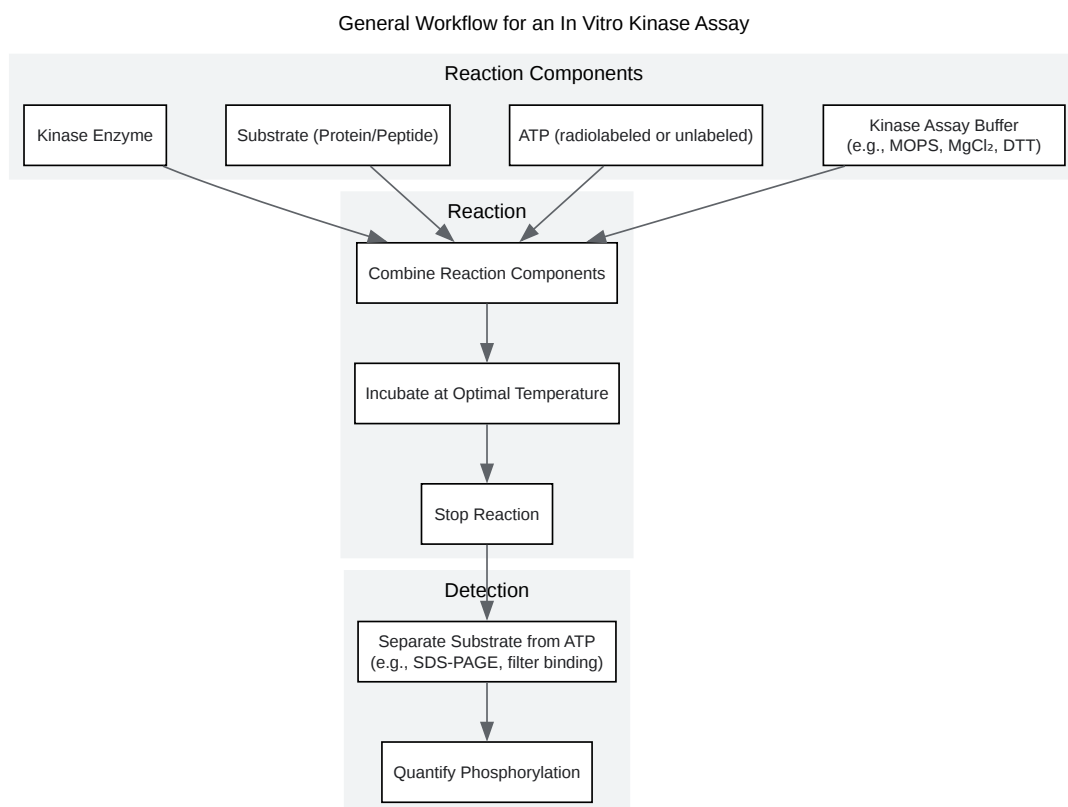 General Workflow for an In Vitro Kinase Assay
Reaction Components
Kinase Enzyme
Substrate (Protein/Peptide)
ATP (radiolabeled or unlabeled)
Kinase Assay Buffer
(e.g., MOPS, MgCl₂, DTT)
Reaction
Combine Reaction Components
Incubate at Optimal Temperature
Stop Reaction
Detection
Separate Substrate from ATP
(e.g., SDS-PAGE, filter binding)
Quantify Phosphorylation